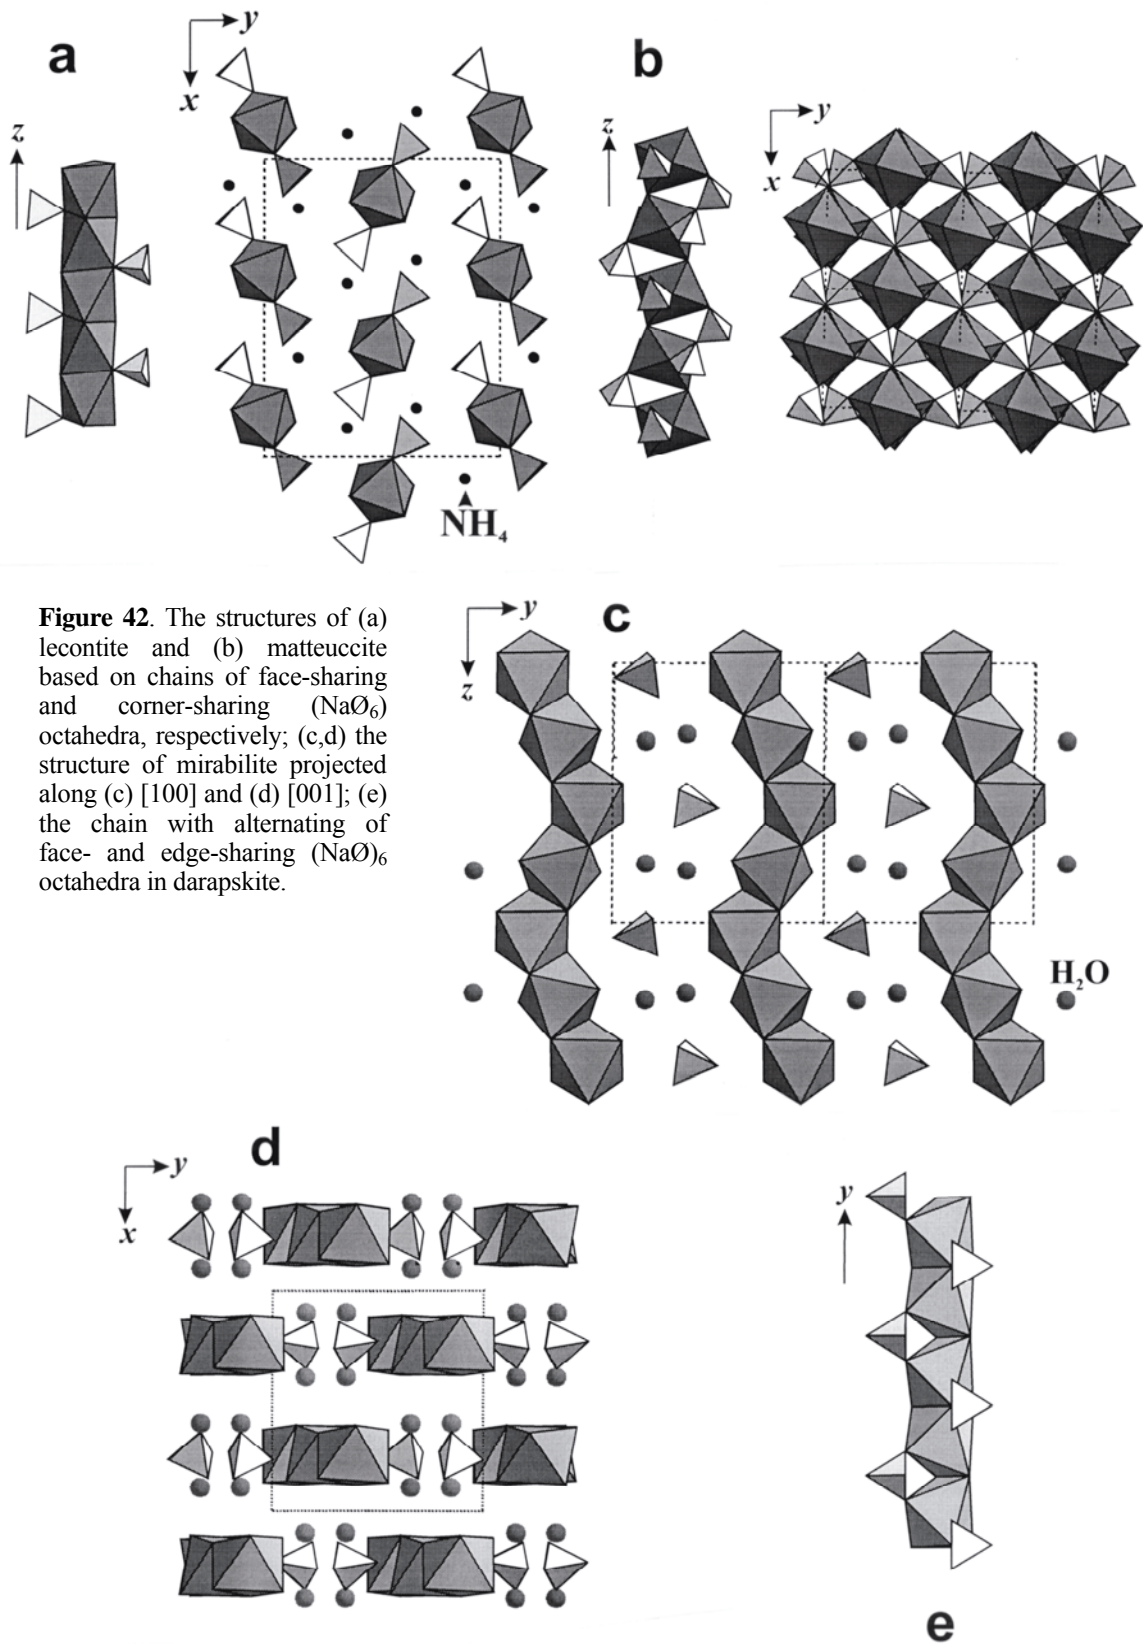 a
y
x
z
NH₄
b
z
y
x
Figure 42. The structures of (a)
lecontite and (b) matteuccite
based on chains of face-sharing
and corner-sharing (NaØ₆)
octahedra, respectively; (c,d) the
structure of mirabilite projected
along (c) [100] and (d) [001]; (e)
the chain with alternating of
face- and edge-sharing (NaØ)₆
octahedra in darapskite.
c
y
z
H₂O
d
y
x
y
e